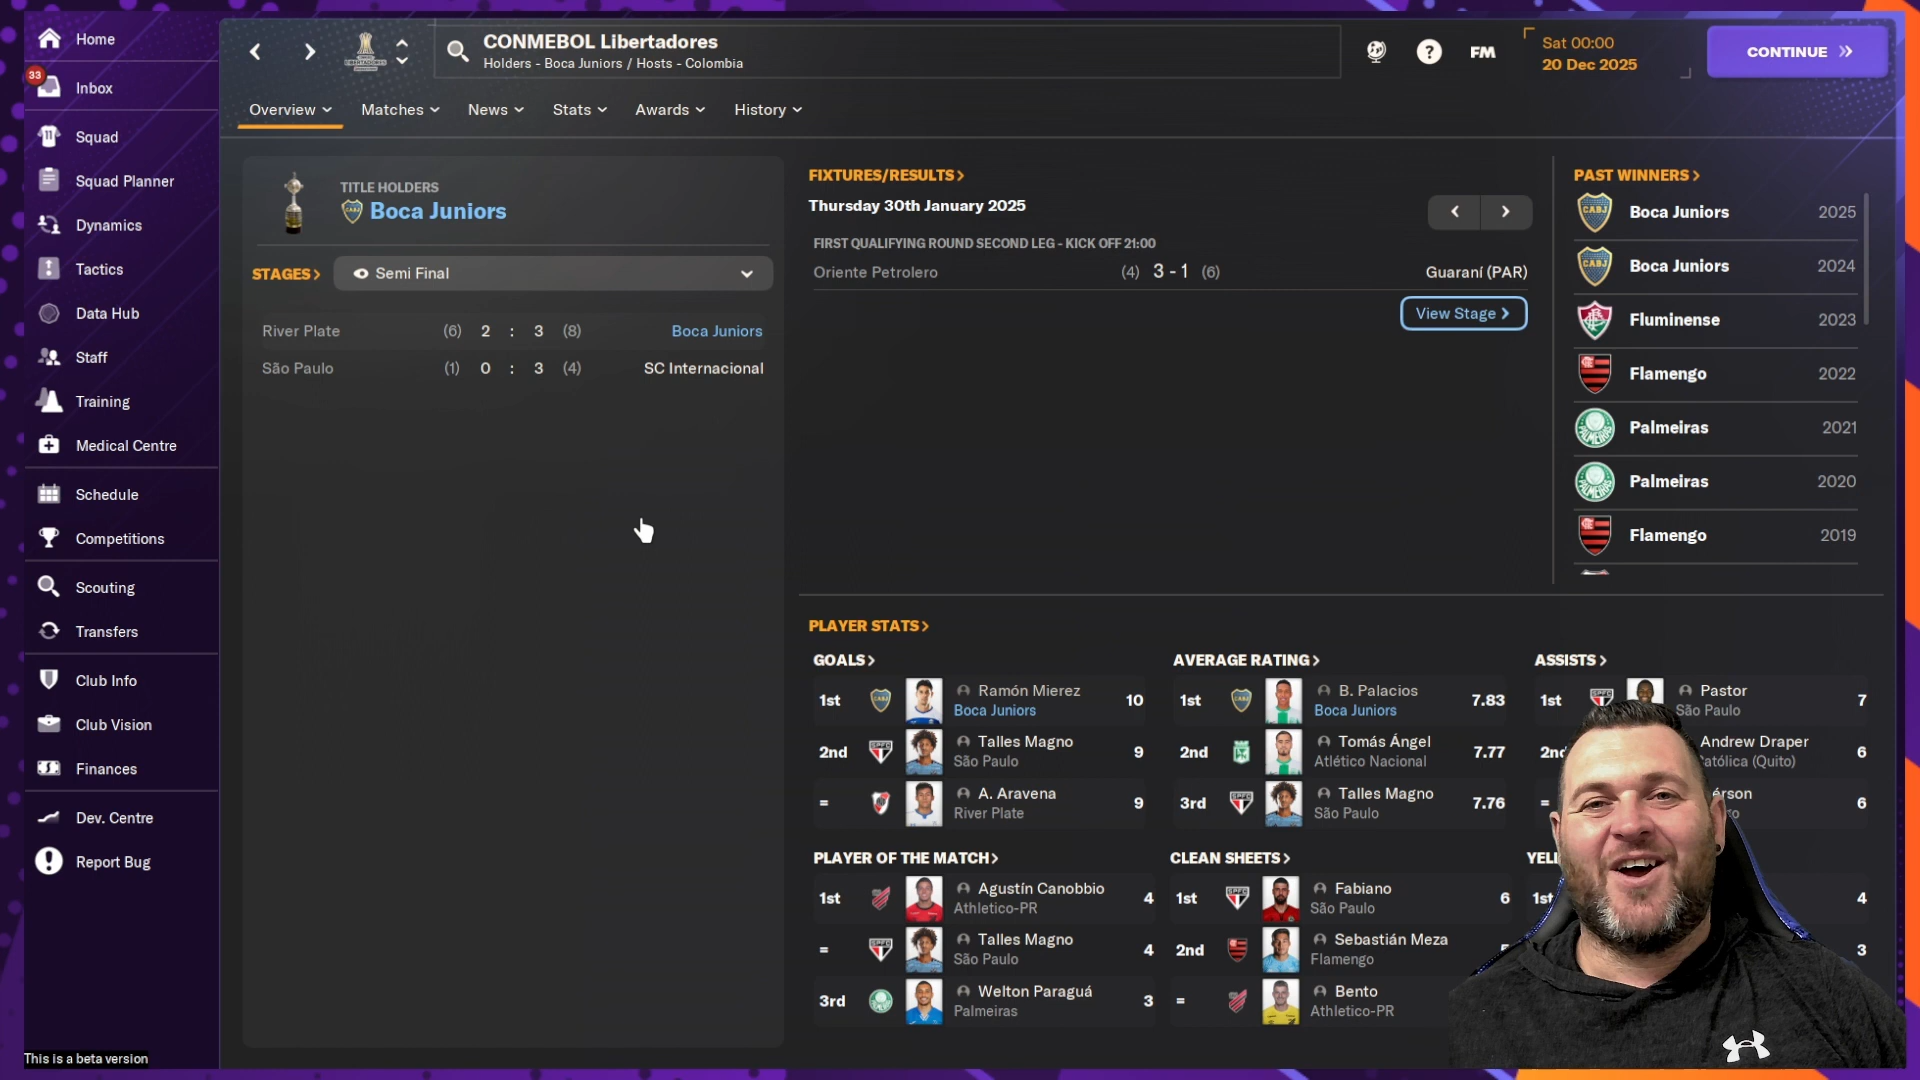 Home
33
Inbox
Squad
Squad Planner
Dynamics
Tactics
Data Hub
Staff
Training
Medical Centre
Schedule
Competitions
Scouting
Transfers
Club Info
Club Vision
Finances
Dev. Centre
Report Bug
This is a beta version
CONMEBOL Libertadores
Holders - Boca Juniors / Hosts - Colombia
?
FM
Sat 00:00
20 Dec 2025
CONTINUE
Overview
Matches
News
Stats
Awards
History
TITLE HOLDERS
Boca Juniors
STAGES
Semi Final
River Plate (6) 2 : 3 (8) Boca Juniors
São Paulo (1) 0 : 3 (4) SC Internacional
FIXTURES/RESULTS
Thursday 30th January 2025
FIRST QUALIFYING ROUND SECOND LEG - KICK OFF 21:00
Oriente Petrolero (4) 3 - 1 (6) Guaraní (PAR)
View Stage
PAST WINNERS
Boca Juniors 2025
Boca Juniors 2024
Fluminense 2023
Flamengo 2022
Palmeiras 2021
Palmeiras 2020
Flamengo 2019
PLAYER STATS
GOALS
1st Ramón Mierez 10
Boca Juniors
2nd Talles Magno 9
São Paulo
= A. Aravena 9
River Plate
AVERAGE RATING
1st B. Palacios 7.83
Boca Juniors
2nd Tomás Ángel 7.77
Atlético Nacional
3rd Talles Magno 7.76
São Paulo
ASSISTS
1st Pastor 7
São Paulo
2nd Andrew Draper 6
(Quito)
= 6
PLAYER OF THE MATCH
1st Agustín Canobbio 4
Athletico-PR
= Talles Magno 4
São Paulo
3rd Welton Paraguá 3
Palmeiras
CLEAN SHEETS
1st Fabiano 6
São Paulo
2nd Sebastián Meza
Flamengo
= Bento
Athletico-PR
1st 4
3